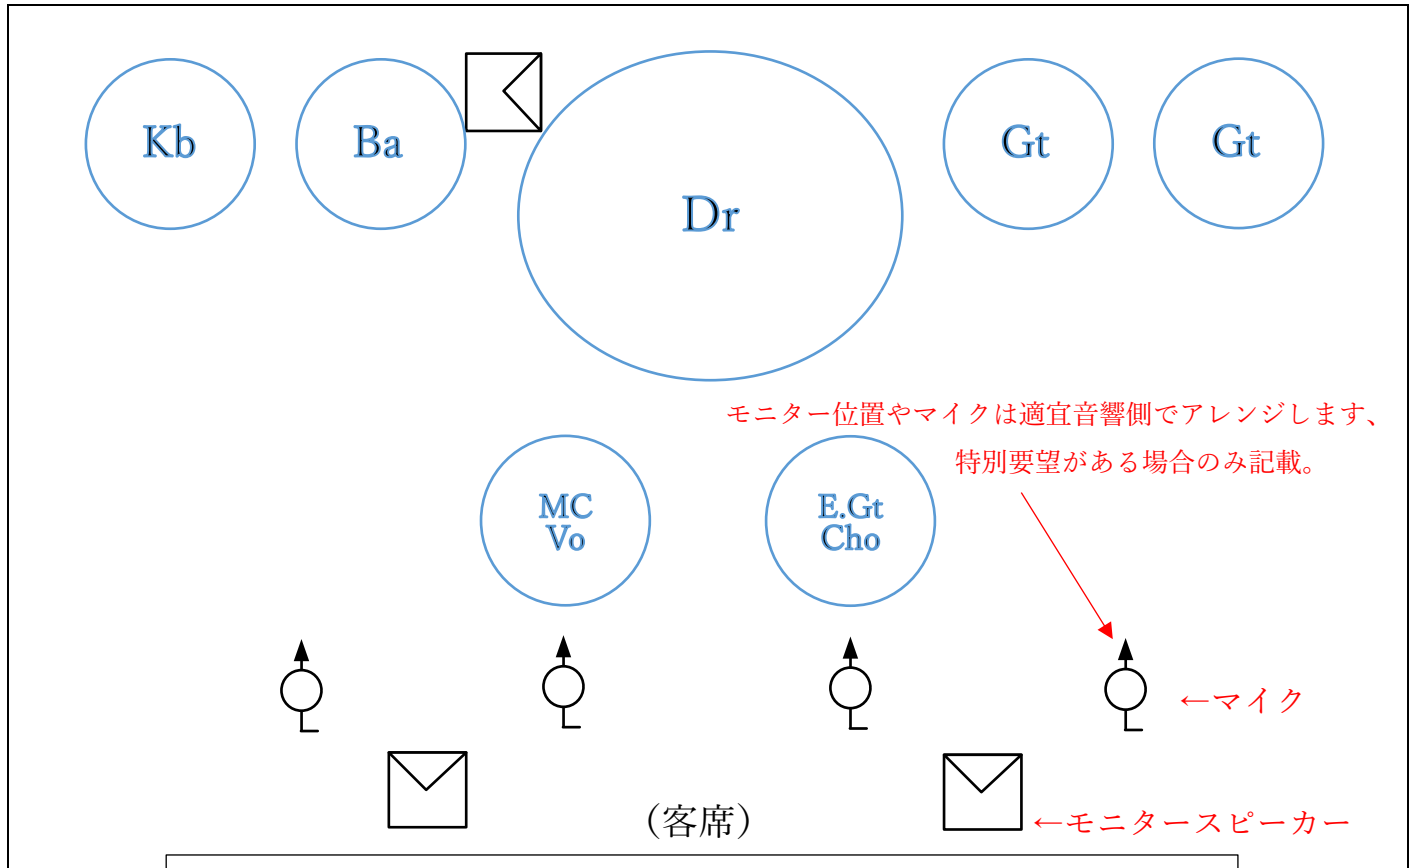 Kb
Ba
Dr
Gt
Gt
モニター位置やマイクは適宜音響側でアレンジします、
特別要望がある場合のみ記載。
MC
Vo
E.Gt
Cho
←マイク
（客席）
←モニタースピーカー